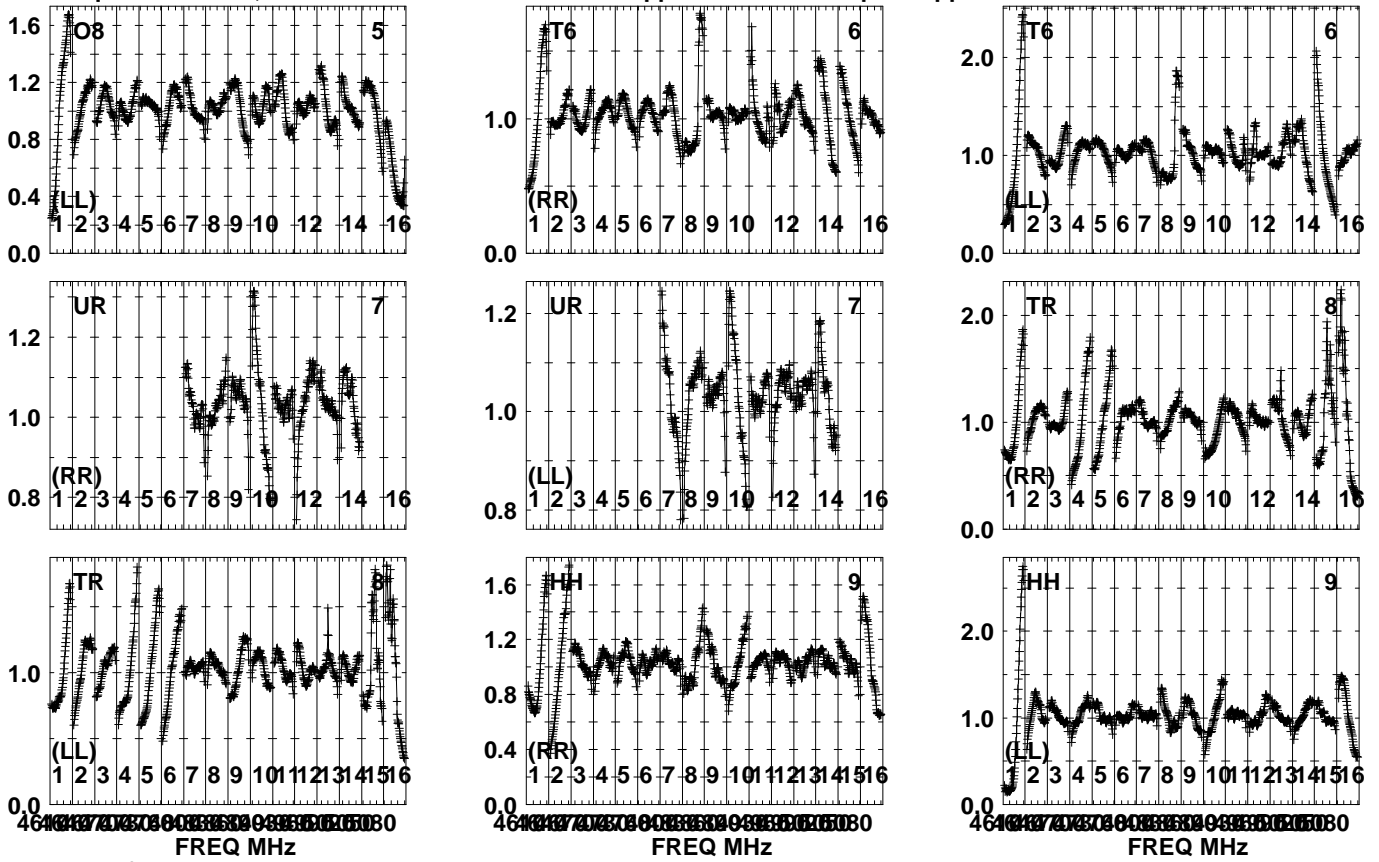 1.6 O8 5 T6 6 T6 6
1.2 2.0
0.8 1.0 1.0
0.4 (LL) (RR) (LL)
1 2 3 4 5 6 7 8 9 10 12 14 16 1 2 3 4 5 6 7 8 9 10 12 14 16 1 2 3 4 5 6 7 8 9 10 12 14 16
0.0 0.0 0.0
UR 7 UR 7 TR 8
1.2 1.2 2.0
1.0 1.0 1.0
(RR) (LL) (RR)
0.8 1 2 3 4 5 6 7 8 9 10 12 14 16 0.8 1 2 3 4 5 6 7 8 9 10 12 14 16 1 2 3 4 5 6 7 8 9 10 12 14 16
0.0
TR 8 1.6 HH 9 HH 9
1.2 2.0
1.0 0.8 1.0
(LL) 0.4 (RR) (LL)
1 2 3 4 5 6 7 8 9 10 11 12 13 14 15 16 1 2 3 4 5 6 7 8 9 10 11 12 13 14 15 16 1 2 3 4 5 6 7 8 9 10 11 12 13 14 15 16
0.0 0.0 0.0
FREQ MHz FREQ MHz FREQ MHz